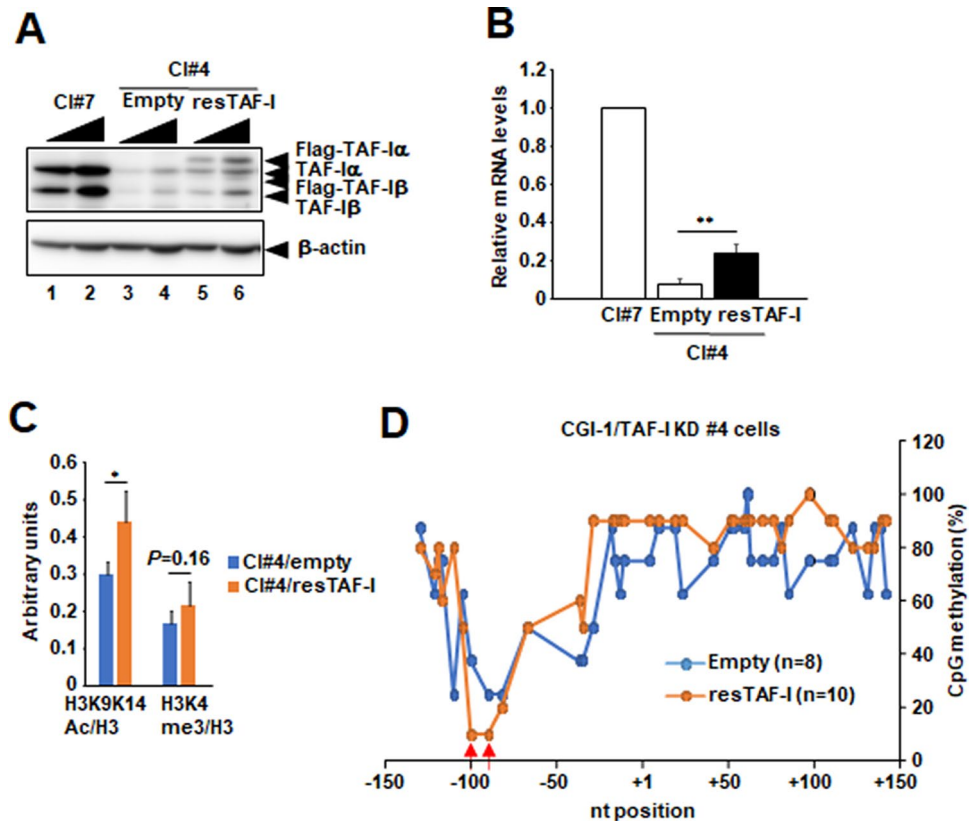 A
Cl#4
Cl#7 Empty resTAF-I
Flag-TAF-Iα
TAF-Iα
Flag-TAF-Iβ
TAF-Iβ
β-actin
1 2 3 4 5 6
B
Relative mRNA levels
1.2
1.0
0.8
0.6
0.4
0.2
0
**
Cl#7 Empty resTAF-I
Cl#4
C
Arbitrary units
0.6
0.5
0.4
0.3
0.2
0.1
0
*
P=0.16
Cl#4/empty
Cl#4/resTAF-I
H3K9K14 H3K4
Ac/H3 me3/H3
D
CGI-1/TAF-I KD #4 cells
120
100
80
60
40
20
0
CpG methylation (%)
Empty (n=8)
resTAF-I (n=10)
-150 -100 -50 +1 +50 +100 +150
nt position